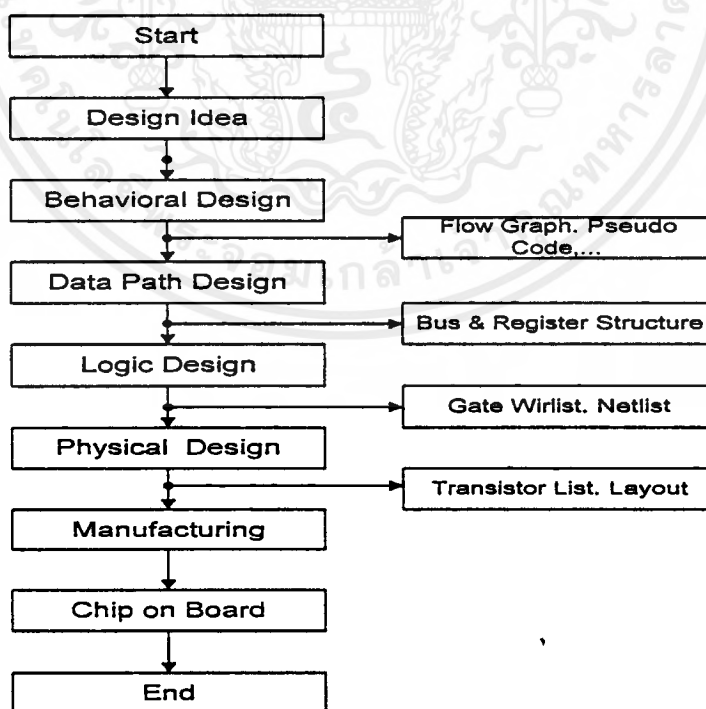 Start
Design Idea
Behavioral Design
Flow Graph. Pseudo
Code,...
Data Path Design
Bus & Register Structure
Logic Design
Gate Wirlist. Netlist
Physical Design
Transistor List. Layout
Manufacturing
Chip on Board
End